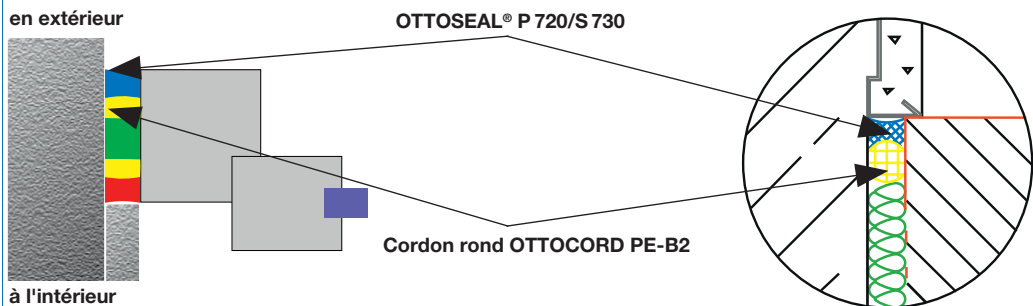 en extérieur
OTTOSEAL® P 720/S 730
Cordon rond OTTOCORD PE-B2
à l'intérieur